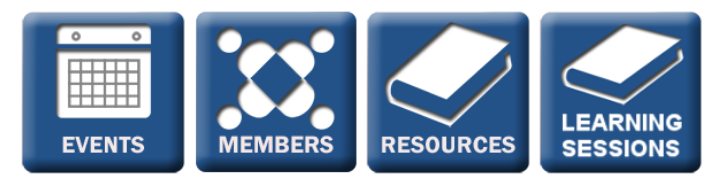 EVENTS
MEMBERS
RESOURCES
LEARNING
SESSIONS